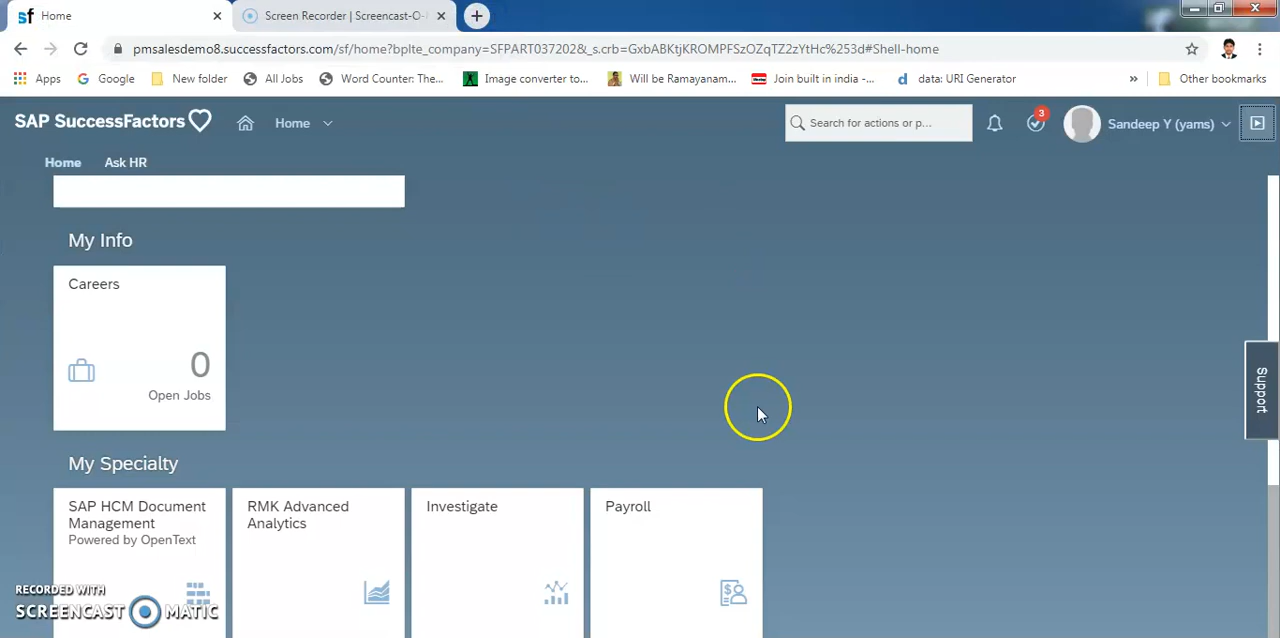 sf Home
Screen Recorder | Screencast-O-
pmsalesdemo8.successfactors.com/sf/home?bplte_company=SFPART037202&_s.crb=GxbABKtjKROMPFSzOZqTZ2zYtHc%253d#Shell-home
Apps Google New folder All Jobs Word Counter: The... Image converter to... Will be Ramayanam... Join built in india -... data: URI Generator » Other bookmarks
SAP SuccessFactors Home Search for actions or p... 3 Sandeep Y (yams)
Home Ask HR
My Info
Careers
0
Open Jobs
Support
My Specialty
SAP HCM Document
Management
Powered by OpenText
RMK Advanced
Analytics
Investigate
Payroll
RECORDED WITH
SCREENCAST MATIC